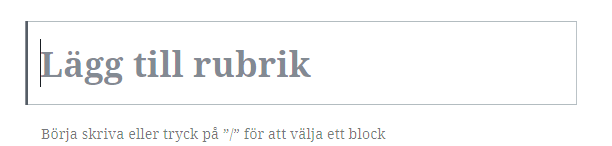 Lägg till rubrik
Börja skriva eller tryck på ”/” för att välja ett block